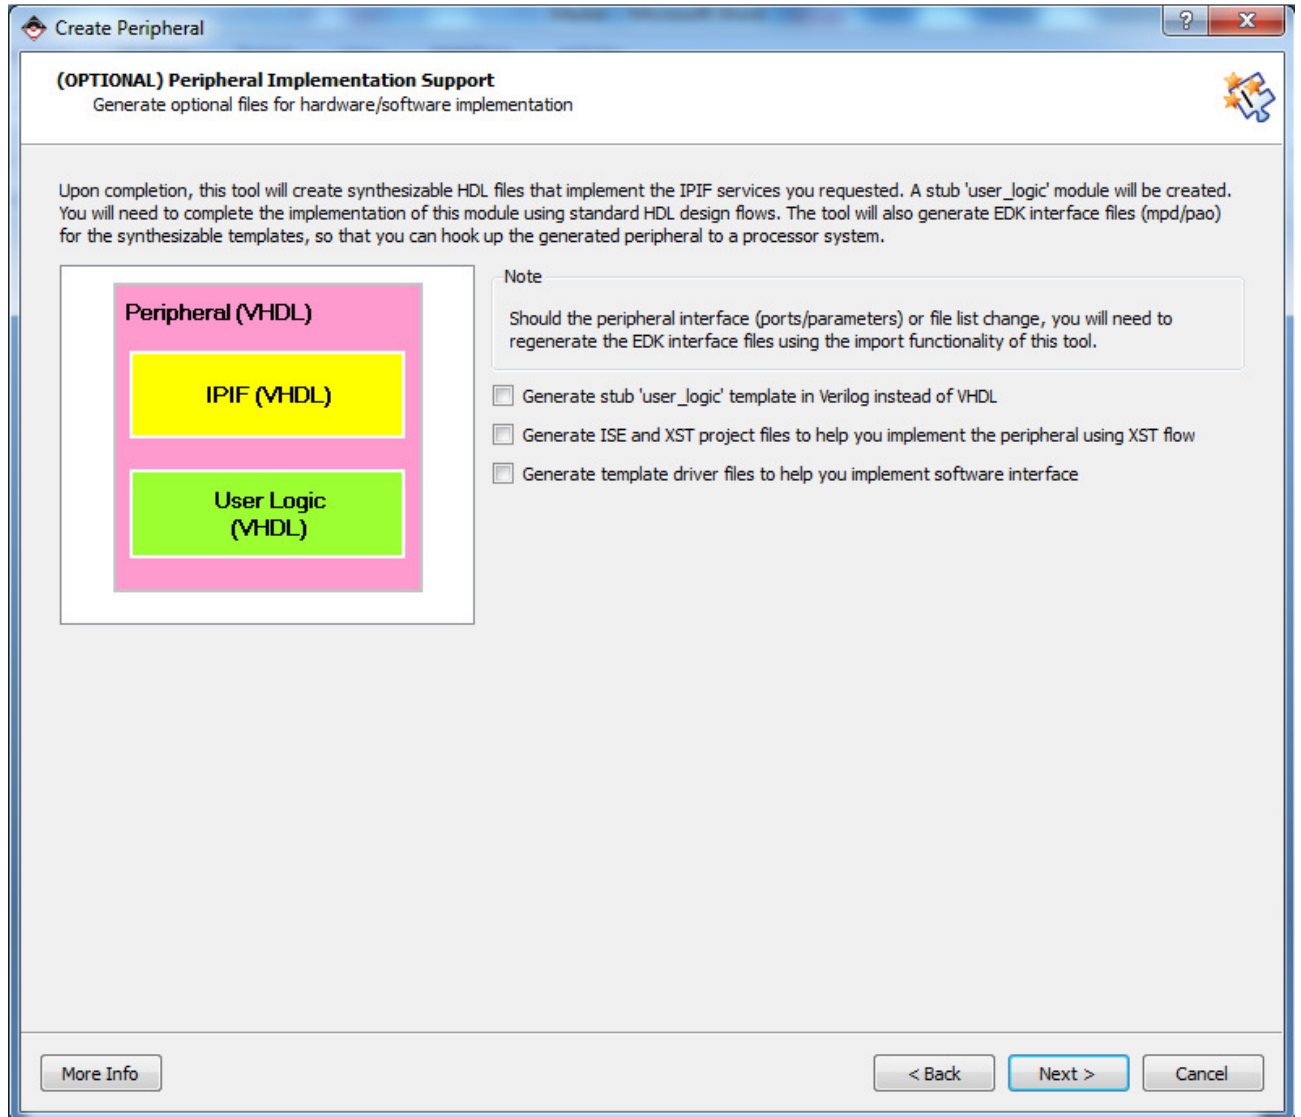 Create Peripheral
(OPTIONAL) Peripheral Implementation Support
Generate optional files for hardware/software implementation
Upon completion, this tool will create synthesizable HDL files that implement the IPIF services you requested. A stub 'user_logic' module will be created.
You will need to complete the implementation of this module using standard HDL design flows. The tool will also generate EDK interface files (mpd/pao)
for the synthesizable templates, so that you can hook up the generated peripheral to a processor system.
Peripheral (VHDL)
IPIF (VHDL)
User Logic
(VHDL)
Note
Should the peripheral interface (ports/parameters) or file list change, you will need to
regenerate the EDK interface files using the import functionality of this tool.
Generate stub 'user_logic' template in Verilog instead of VHDL
Generate ISE and XST project files to help you implement the peripheral using XST flow
Generate template driver files to help you implement software interface
More Info
< Back
Next >
Cancel